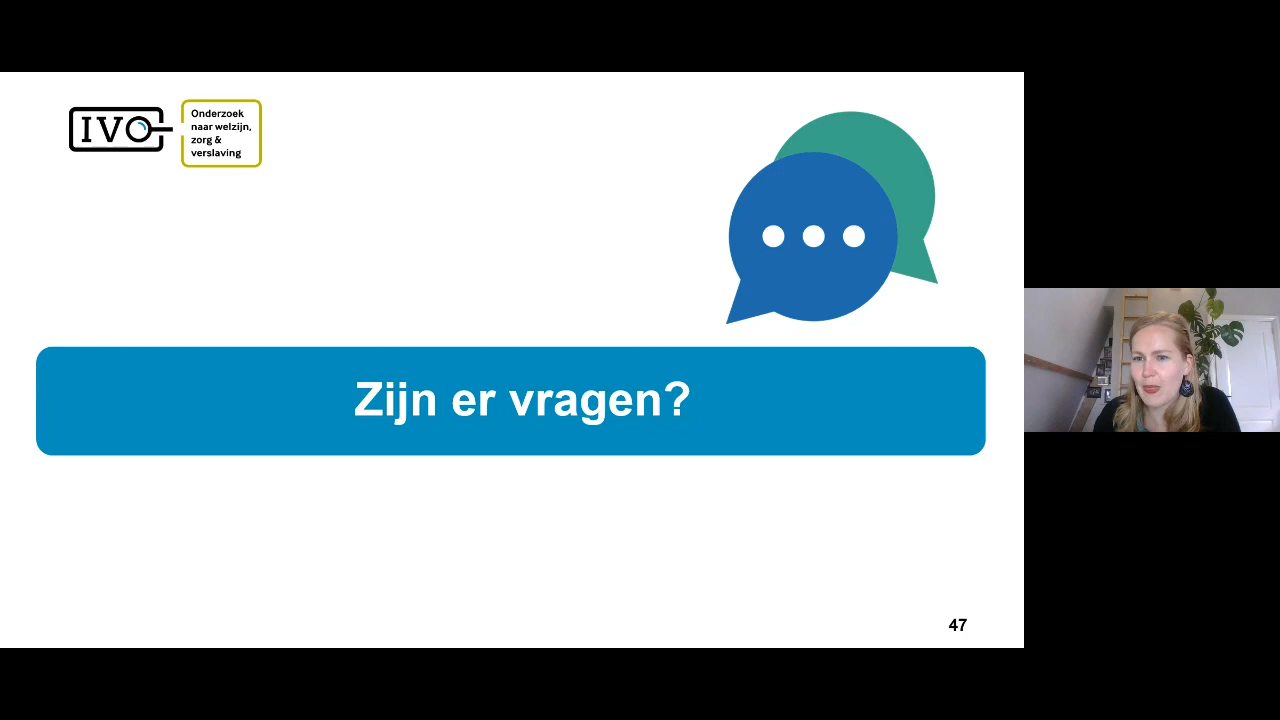 IVO
Onderzoek
naar welzijn,
zorg &
verslaving
Zijn er vragen?
47